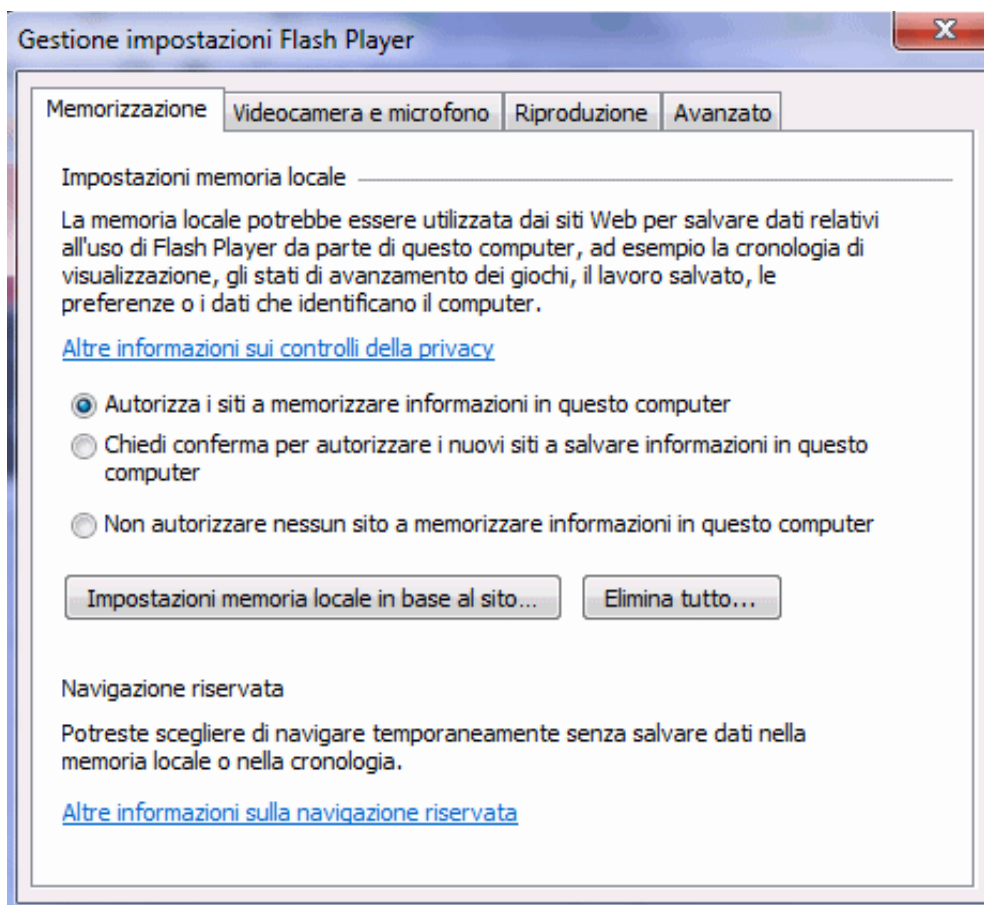 Gestione impostazioni Flash Player
Memorizzazione Videocamera e microfono Riproduzione Avanzato
Impostazioni memoria locale
La memoria locale potrebbe essere utilizzata dai siti Web per salvare dati relativi
all'uso di Flash Player da parte di questo computer, ad esempio la cronologia di
visualizzazione, gli stati di avanzamento dei giochi, il lavoro salvato, le
preferenze o i dati che identificano il computer.
Altre informazioni sui controlli della privacy
Autorizza i siti a memorizzare informazioni in questo computer
Chiedi conferma per autorizzare i nuovi siti a salvare informazioni in questo
computer
Non autorizzare nessun sito a memorizzare informazioni in questo computer
Impostazioni memoria locale in base al sito... Elimina tutto...
Navigazione riservata
Potreste scegliere di navigare temporaneamente senza salvare dati nella
memoria locale o nella cronologia.
Altre informazioni sulla navigazione riservata